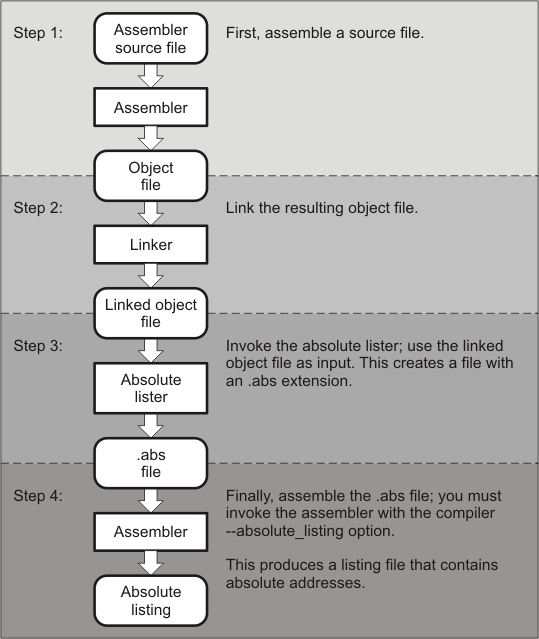 Step 1:
Assembler
source file
First, assemble a source file.
Assembler
Object
file
Step 2:
Link the resulting object file.
Linker
Linked object
file
Step 3:
Invoke the absolute lister; use the linked
object file as input. This creates a file with
an .abs extension.
Absolute
lister
.abs
file
Step 4:
Finally, assemble the .abs file; you must
invoke the assembler with the compiler
--absolute_listing option.
Assembler
This produces a listing file that contains
absolute addresses.
Absolute
listing